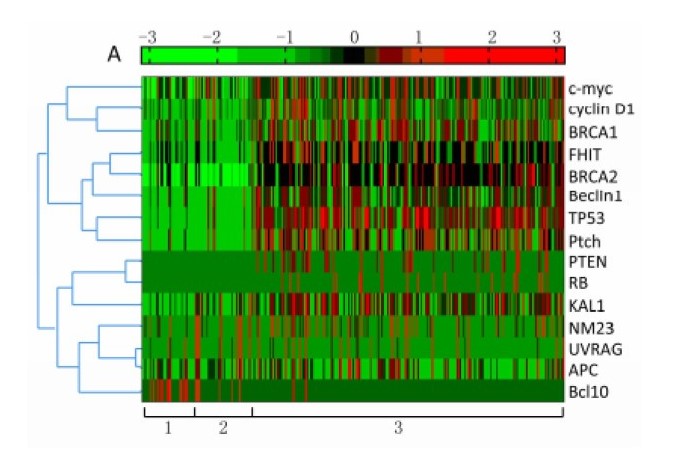 -3 -2 -1 0 1 2 3
A
c-myc
cyclin D1
BRCA1
FHIT
BRCA2
Beclin1
TP53
Ptch
PTEN
RB
KAL1
NM23
UVRAG
APC
Bcl10
1 2 3